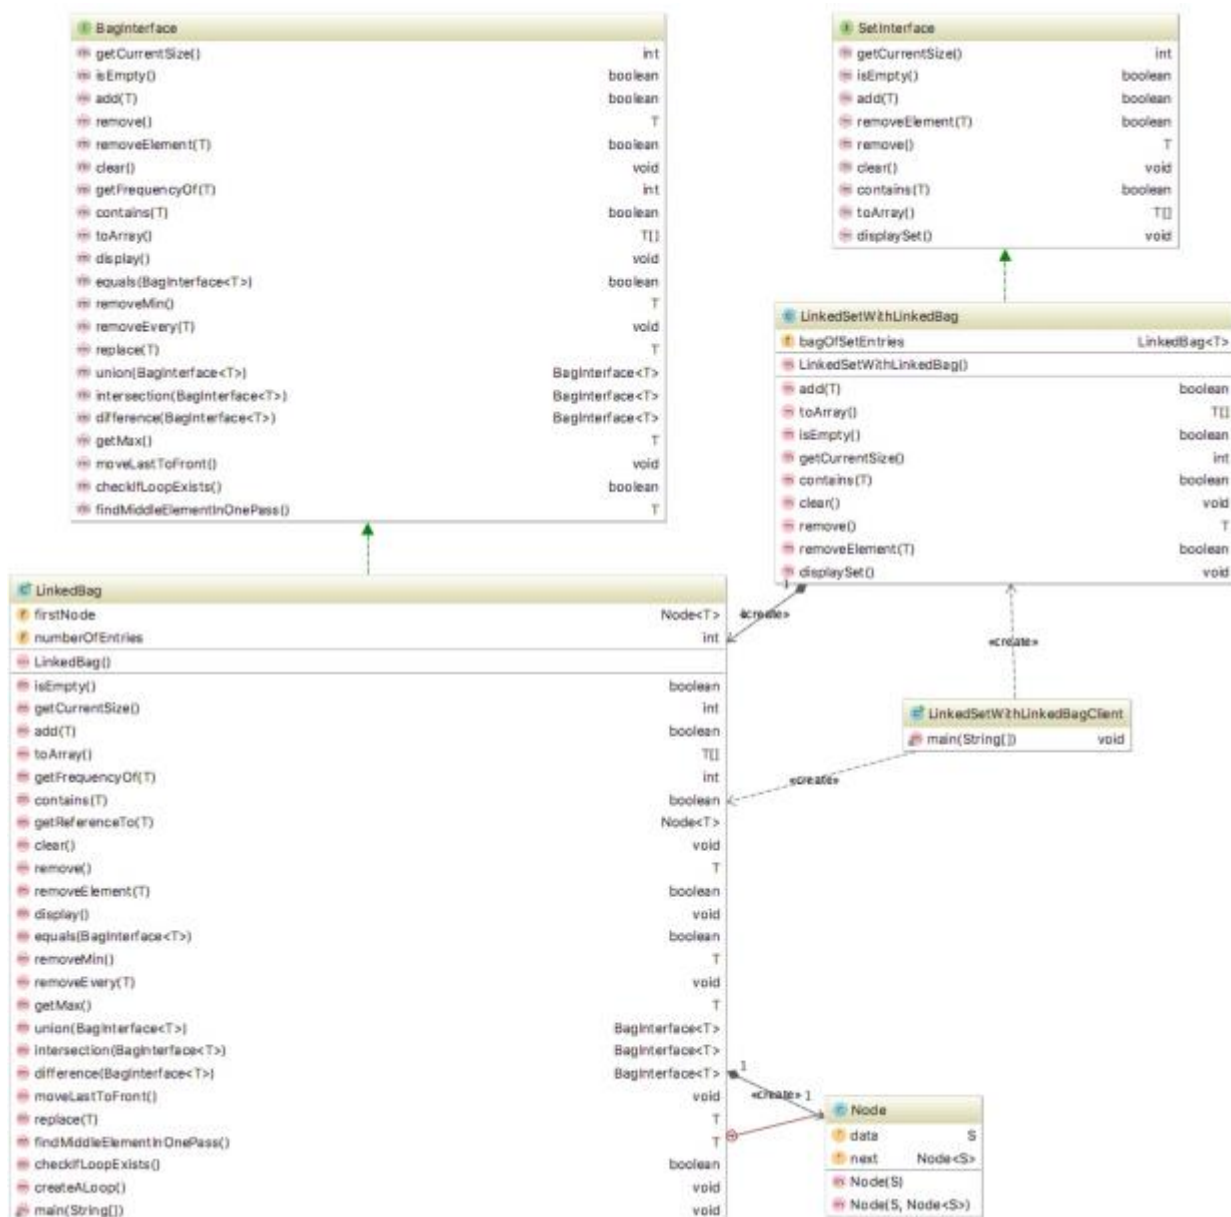 BagInterface
getCurrentSize() int
isEmpty() boolean
add(T) boolean
remove() T
removeElement(T) boolean
clear() void
getFrequencyOf(T) int
contains(T) boolean
toArray() T[]
display() void
equals(BagInterface<T>) boolean
removeMin() T
removeEvery(T) void
replace(T) T
union(BagInterface<T>) BagInterface<T>
intersection(BagInterface<T>) BagInterface<T>
difference(BagInterface<T>) BagInterface<T>
getMax() T
moveLastToFront() void
checkIfLoopExists() boolean
findMiddleElementInOnePass() T
SetInterface
getCurrentSize() int
isEmpty() boolean
add(T) boolean
removeElement(T) boolean
remove() T
clear() void
contains(T) boolean
toArray() T[]
displaySet() void
LinkedSetWithLinkedBag
bagOfSetEntries LinkedBag<T>
LinkedSetWithLinkedBag()
add(T) boolean
toArray() T[]
isEmpty() boolean
getCurrentSize() int
contains(T) boolean
clear() void
remove() T
removeElement(T) boolean
displaySet() void
1
«create»
«create»
LinkedSetWithLinkedBagClient
main(String[]) void
«create»
LinkedBag
firstNode Node<T>
numberOfEntries int
LinkedBag()
isEmpty() boolean
getCurrentSize() int
add(T) boolean
toArray() T[]
getFrequencyOf(T) int
contains(T) boolean
getReferenceTo(T) Node<T>
clear() void
remove() T
removeElement(T) boolean
display() void
equals(BagInterface<T>) boolean
removeMin() T
removeEvery(T) void
getMax() T
union(BagInterface<T>) BagInterface<T>
intersection(BagInterface<T>) BagInterface<T>
difference(BagInterface<T>) BagInterface<T>
moveLastToFront() void
replace(T) T
findMiddleElementInOnePass() T
checkIfLoopExists() boolean
createALoop() void
main(String[]) void
1
«create» 1
Node
data S
next Node<S>
Node(S)
Node(S, Node<S>)